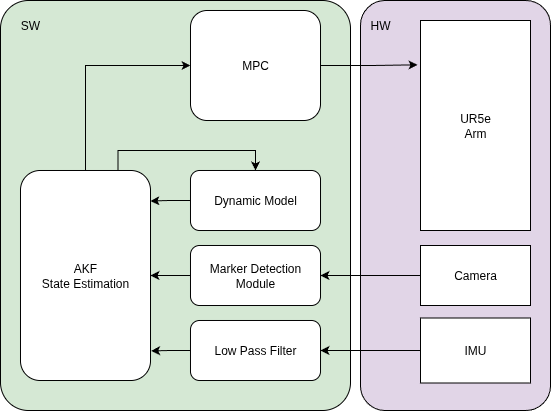 SW
HW
MPC
UR5e
Arm
Dynamic Model
AKF
State Estimation
Marker Detection
Module
Camera
Low Pass Filter
IMU